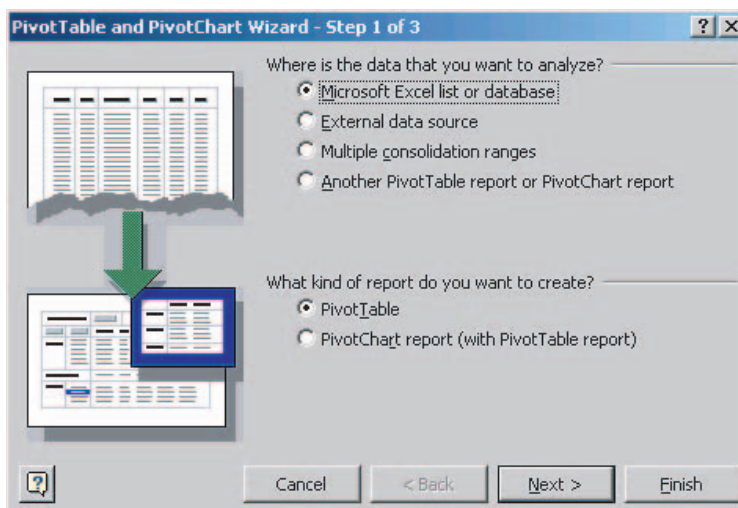 PivotTable and PivotChart Wizard - Step 1 of 3
Where is the data that you want to analyze?
Microsoft Excel list or database
External data source
Multiple consolidation ranges
Another PivotTable report or PivotChart report
What kind of report do you want to create?
PivotTable
PivotChart report (with PivotTable report)
Cancel
< Back
Next >
Finish